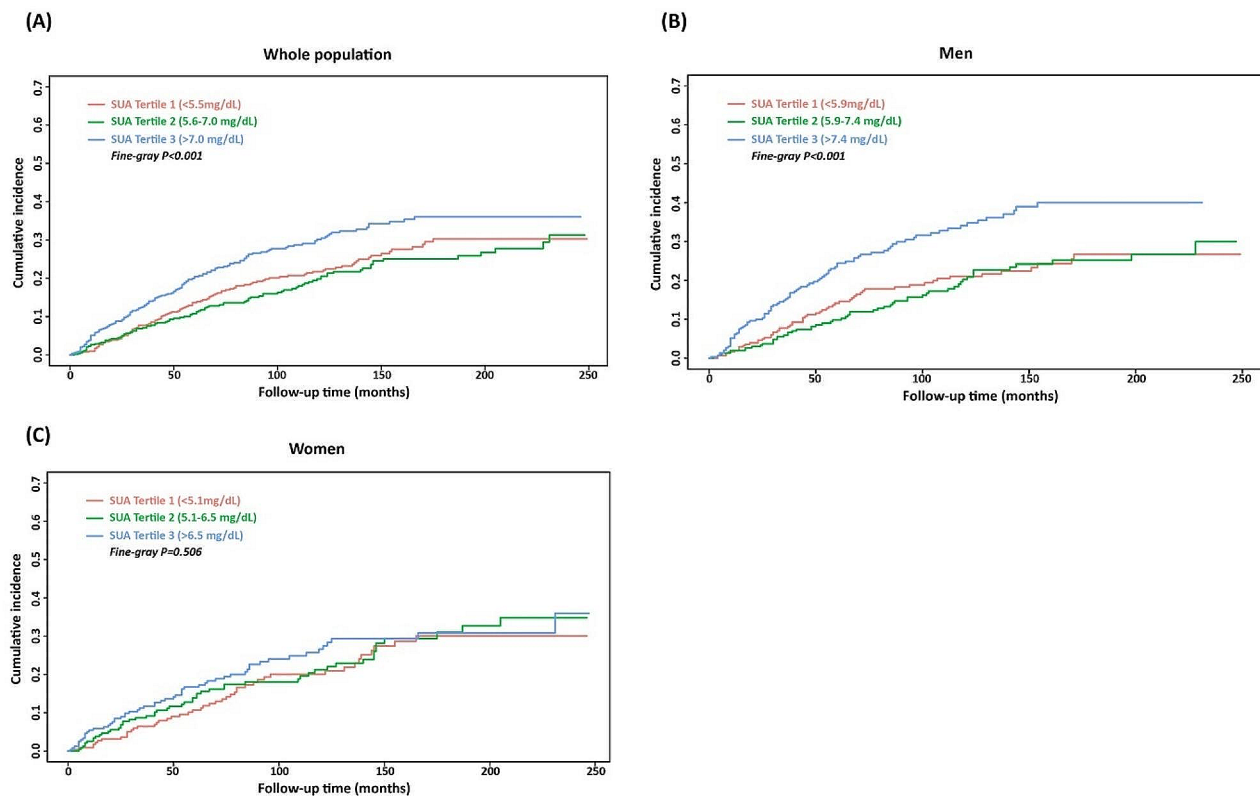 (A)
Whole population
SUA Tertile 1 (<5.5mg/dL)
SUA Tertile 2 (5.6-7.0 mg/dL)
SUA Tertile 3 (>7.0 mg/dL)
Fine-gray P<0.001
Cumulative incidence
0.7
0.6
0.5
0.4
0.3
0.2
0.1
0.0
0 50 100 150 200 250
Follow-up time (months)
(B)
Men
SUA Tertile 1 (<5.9mg/dL)
SUA Tertile 2 (5.9-7.4 mg/dL)
SUA Tertile 3 (>7.4 mg/dL)
Fine-gray P<0.001
Cumulative incidence
0.7
0.6
0.5
0.4
0.3
0.2
0.1
0.0
0 50 100 150 200 250
Follow-up time (months)
(C)
Women
SUA Tertile 1 (<5.1mg/dL)
SUA Tertile 2 (5.1-6.5 mg/dL)
SUA Tertile 3 (>6.5 mg/dL)
Fine-gray P=0.506
Cumulative incidence
0.7
0.6
0.5
0.4
0.3
0.2
0.1
0.0
0 50 100 150 200 250
Follow-up time (months)